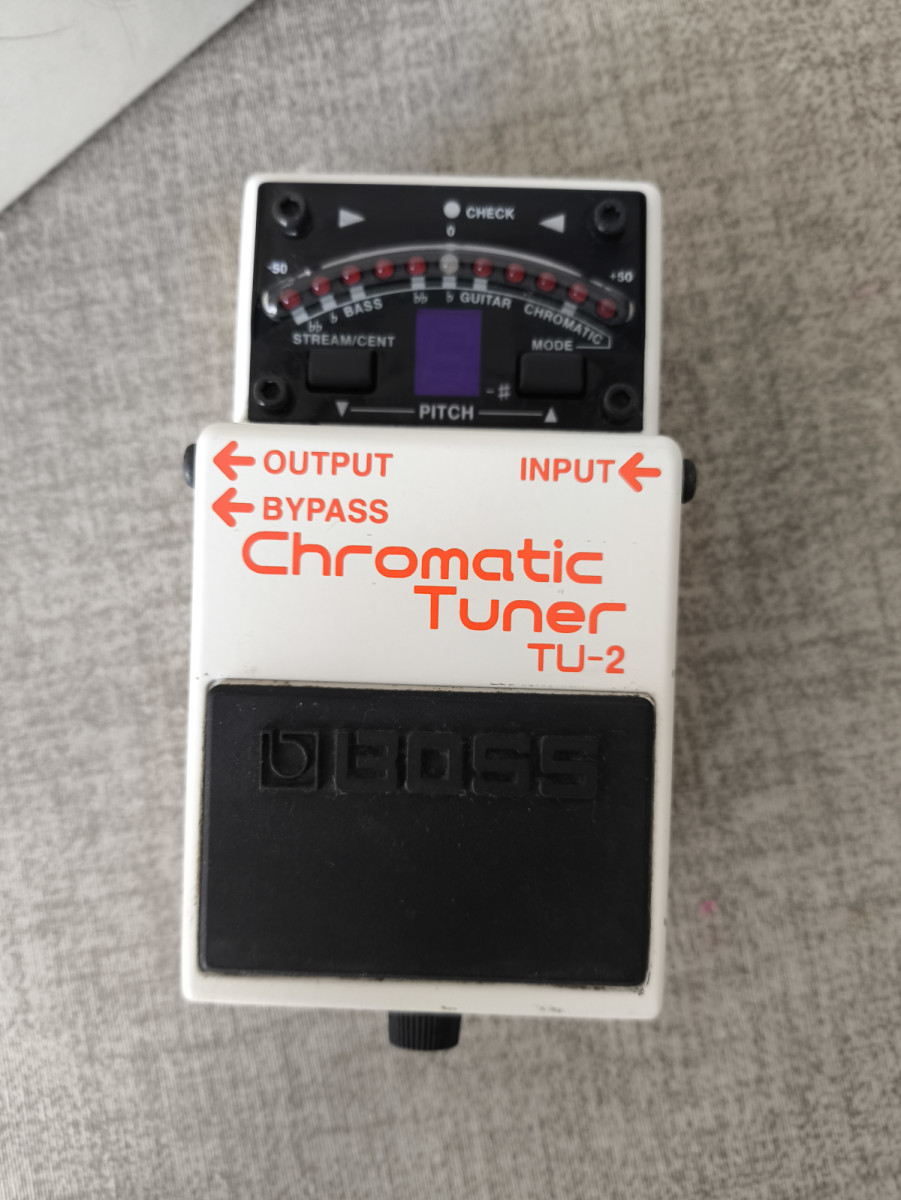 CHECK
0
-50
+50
♭♭ ♭ BASS
♭♭ ♭ GUITAR
CHROMATIC
STREAM/CENT
MODE
-#
PITCH
OUTPUT
INPUT
BYPASS
Chromatic
Tuner
TU-2
BOSS